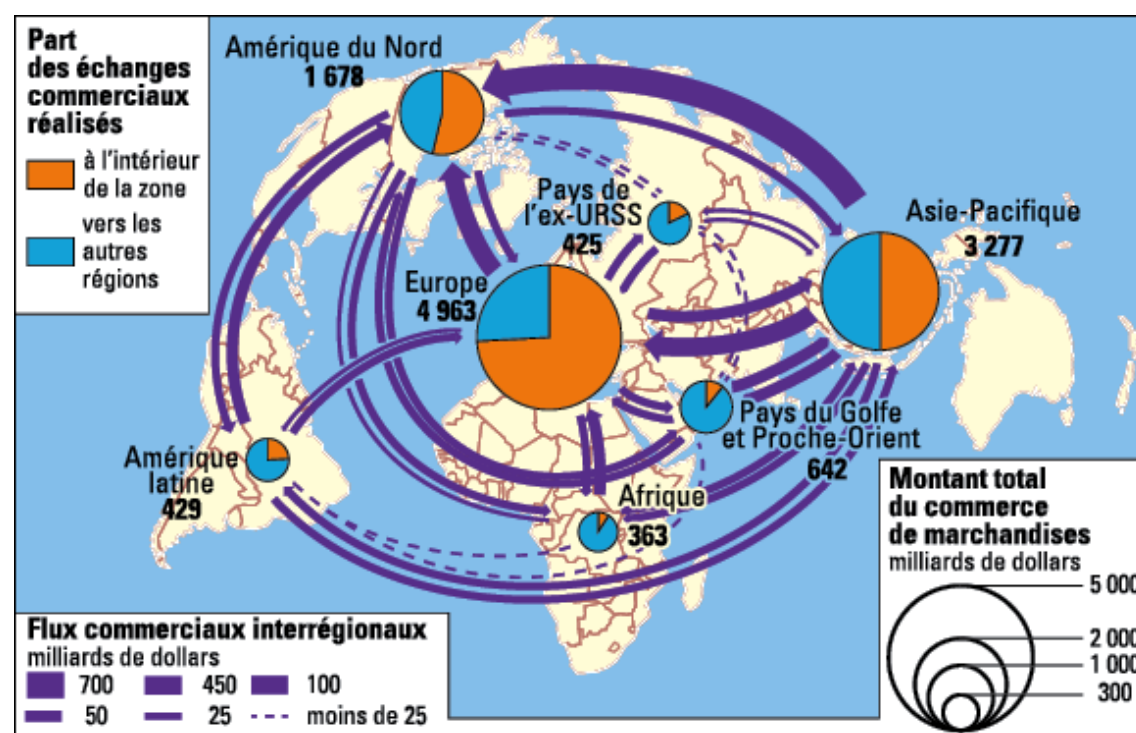 Part
des échanges
commerciaux
réalisés
à l'intérieur
de la zone
vers les
autres
régions
Amérique du Nord
1 678
Pays de
l'ex-URSS
425
Asie-Pacifique
3 277
Europe
4 963
Pays du Golfe
et Proche-Orient
642
Amérique
latine
429
Afrique
363
Montant total
du commerce
de marchandises
milliards de dollars
5 000
2 000
1 000
300
Flux commerciaux interrégionaux
milliards de dollars
700 450 100
50 25 moins de 25